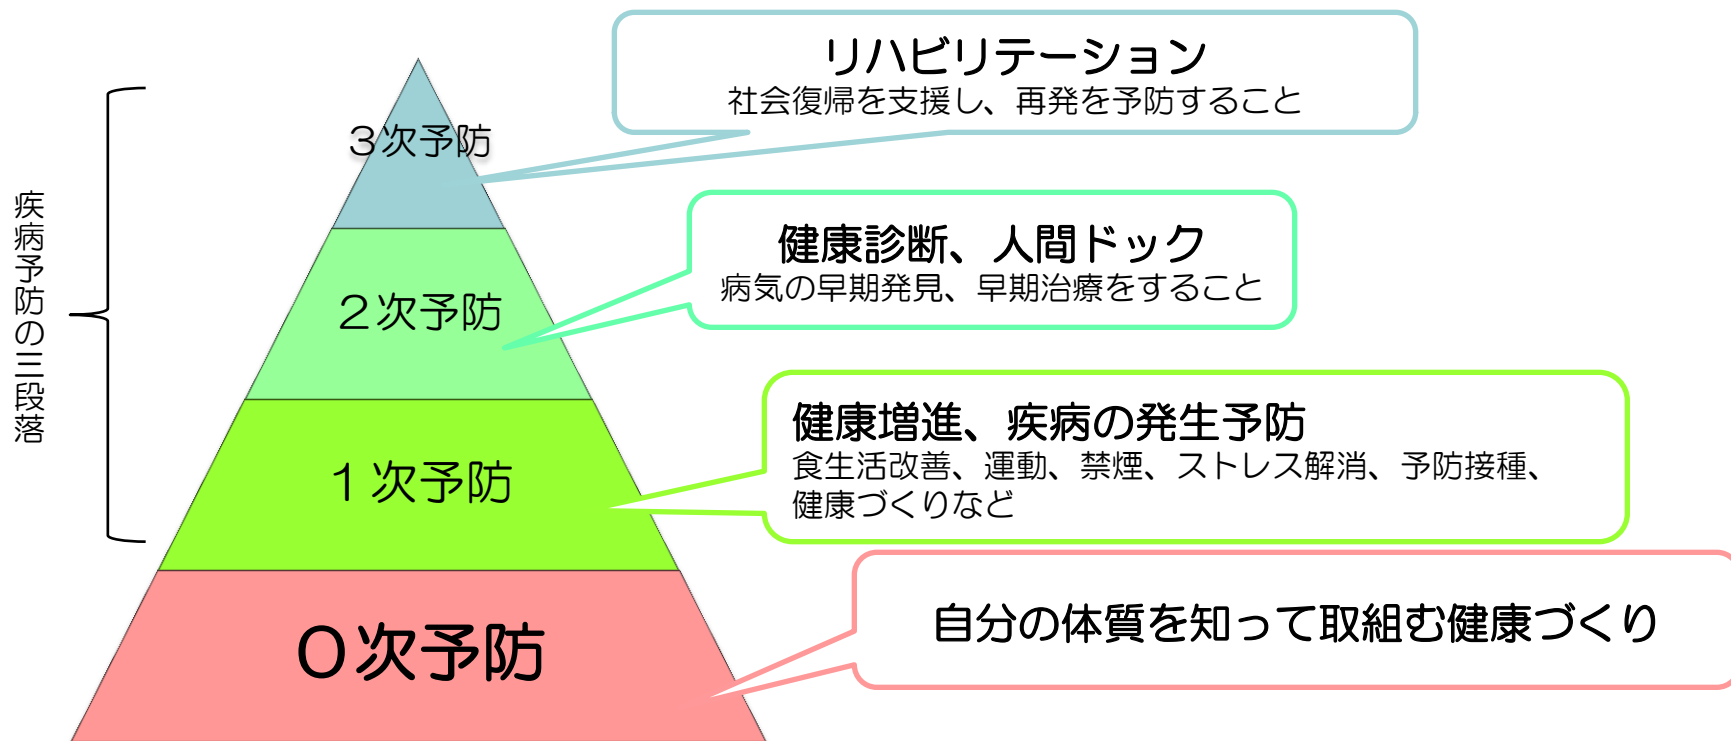 リハビリテーション
社会復帰を支援し、再発を予防すること
3次予防
健康診断、人間ドック
病気の早期発見、早期治療をすること
2次予防
疾病予防の三段落
健康増進、疾病の発生予防
食生活改善、運動、禁煙、ストレス解消、予防接種、
健康づくりなど
1次予防
自分の体質を知って取組む健康づくり
0次予防